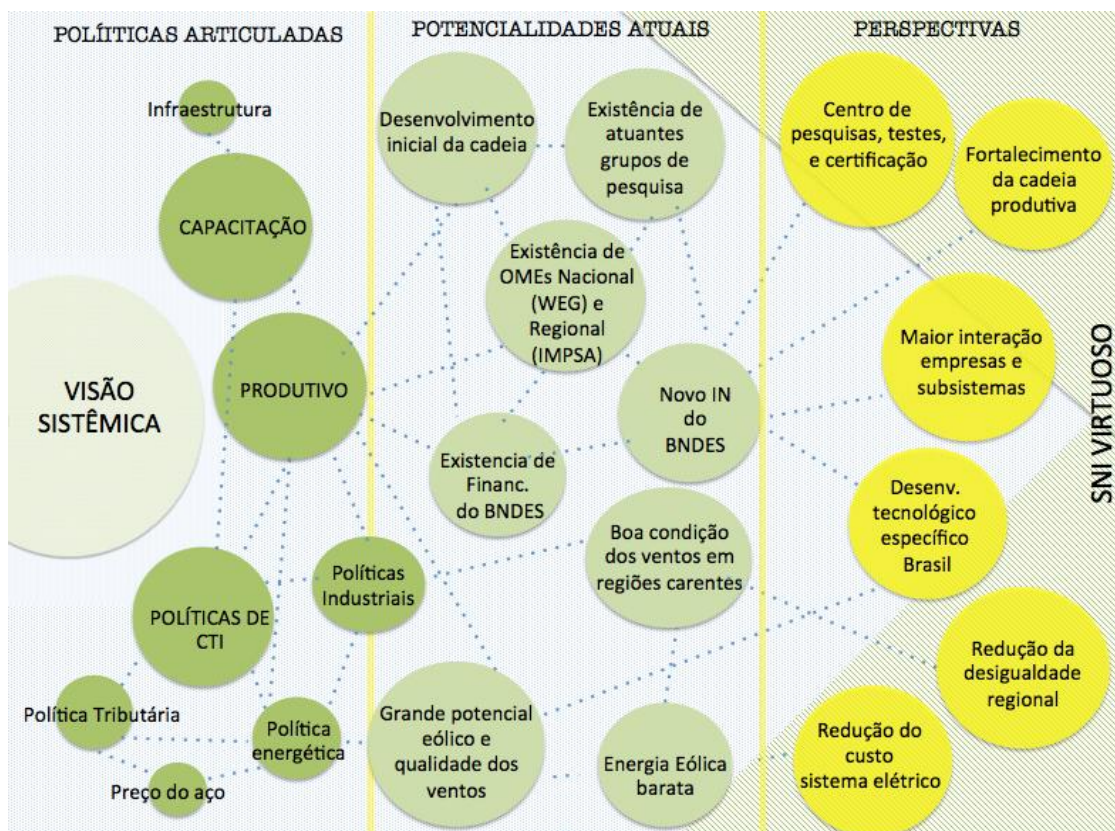 POLÍITICAS ARTICULADAS
Infraestrutura
CAPACITAÇÃO
PRODUTIVO
VISÃO
SISTÊMICA
Políticas
Industriais
POLÍTICAS DE
CTI
Política Tributária
Política
energética
Preço do aço
POTENCIALIDADES ATUAIS
Desenvolvimento
inicial da cadeia
Existência de
atuantes
grupos de
pesquisa
Existência de
OMEs Nacional
(WEG) e
Regional
(IMPSA)
Novo IN
do
BNDES
Existencia de
Financ.
do BNDES
Boa condição
dos ventos em
regiões carentes
Grande potencial
eólico e
qualidade dos
ventos
Energia Eólica
barata
PERSPECTIVAS
Centro de
pesquisas, testes,
e certificação
Fortalecimento
da cadeia
produtiva
Maior interação
empresas e
subsistemas
Desenv.
tecnológico
específico
Brasil
Redução da
desigualdade
regional
Redução do
custo
sistema elétrico
SNI VIRTUOSO